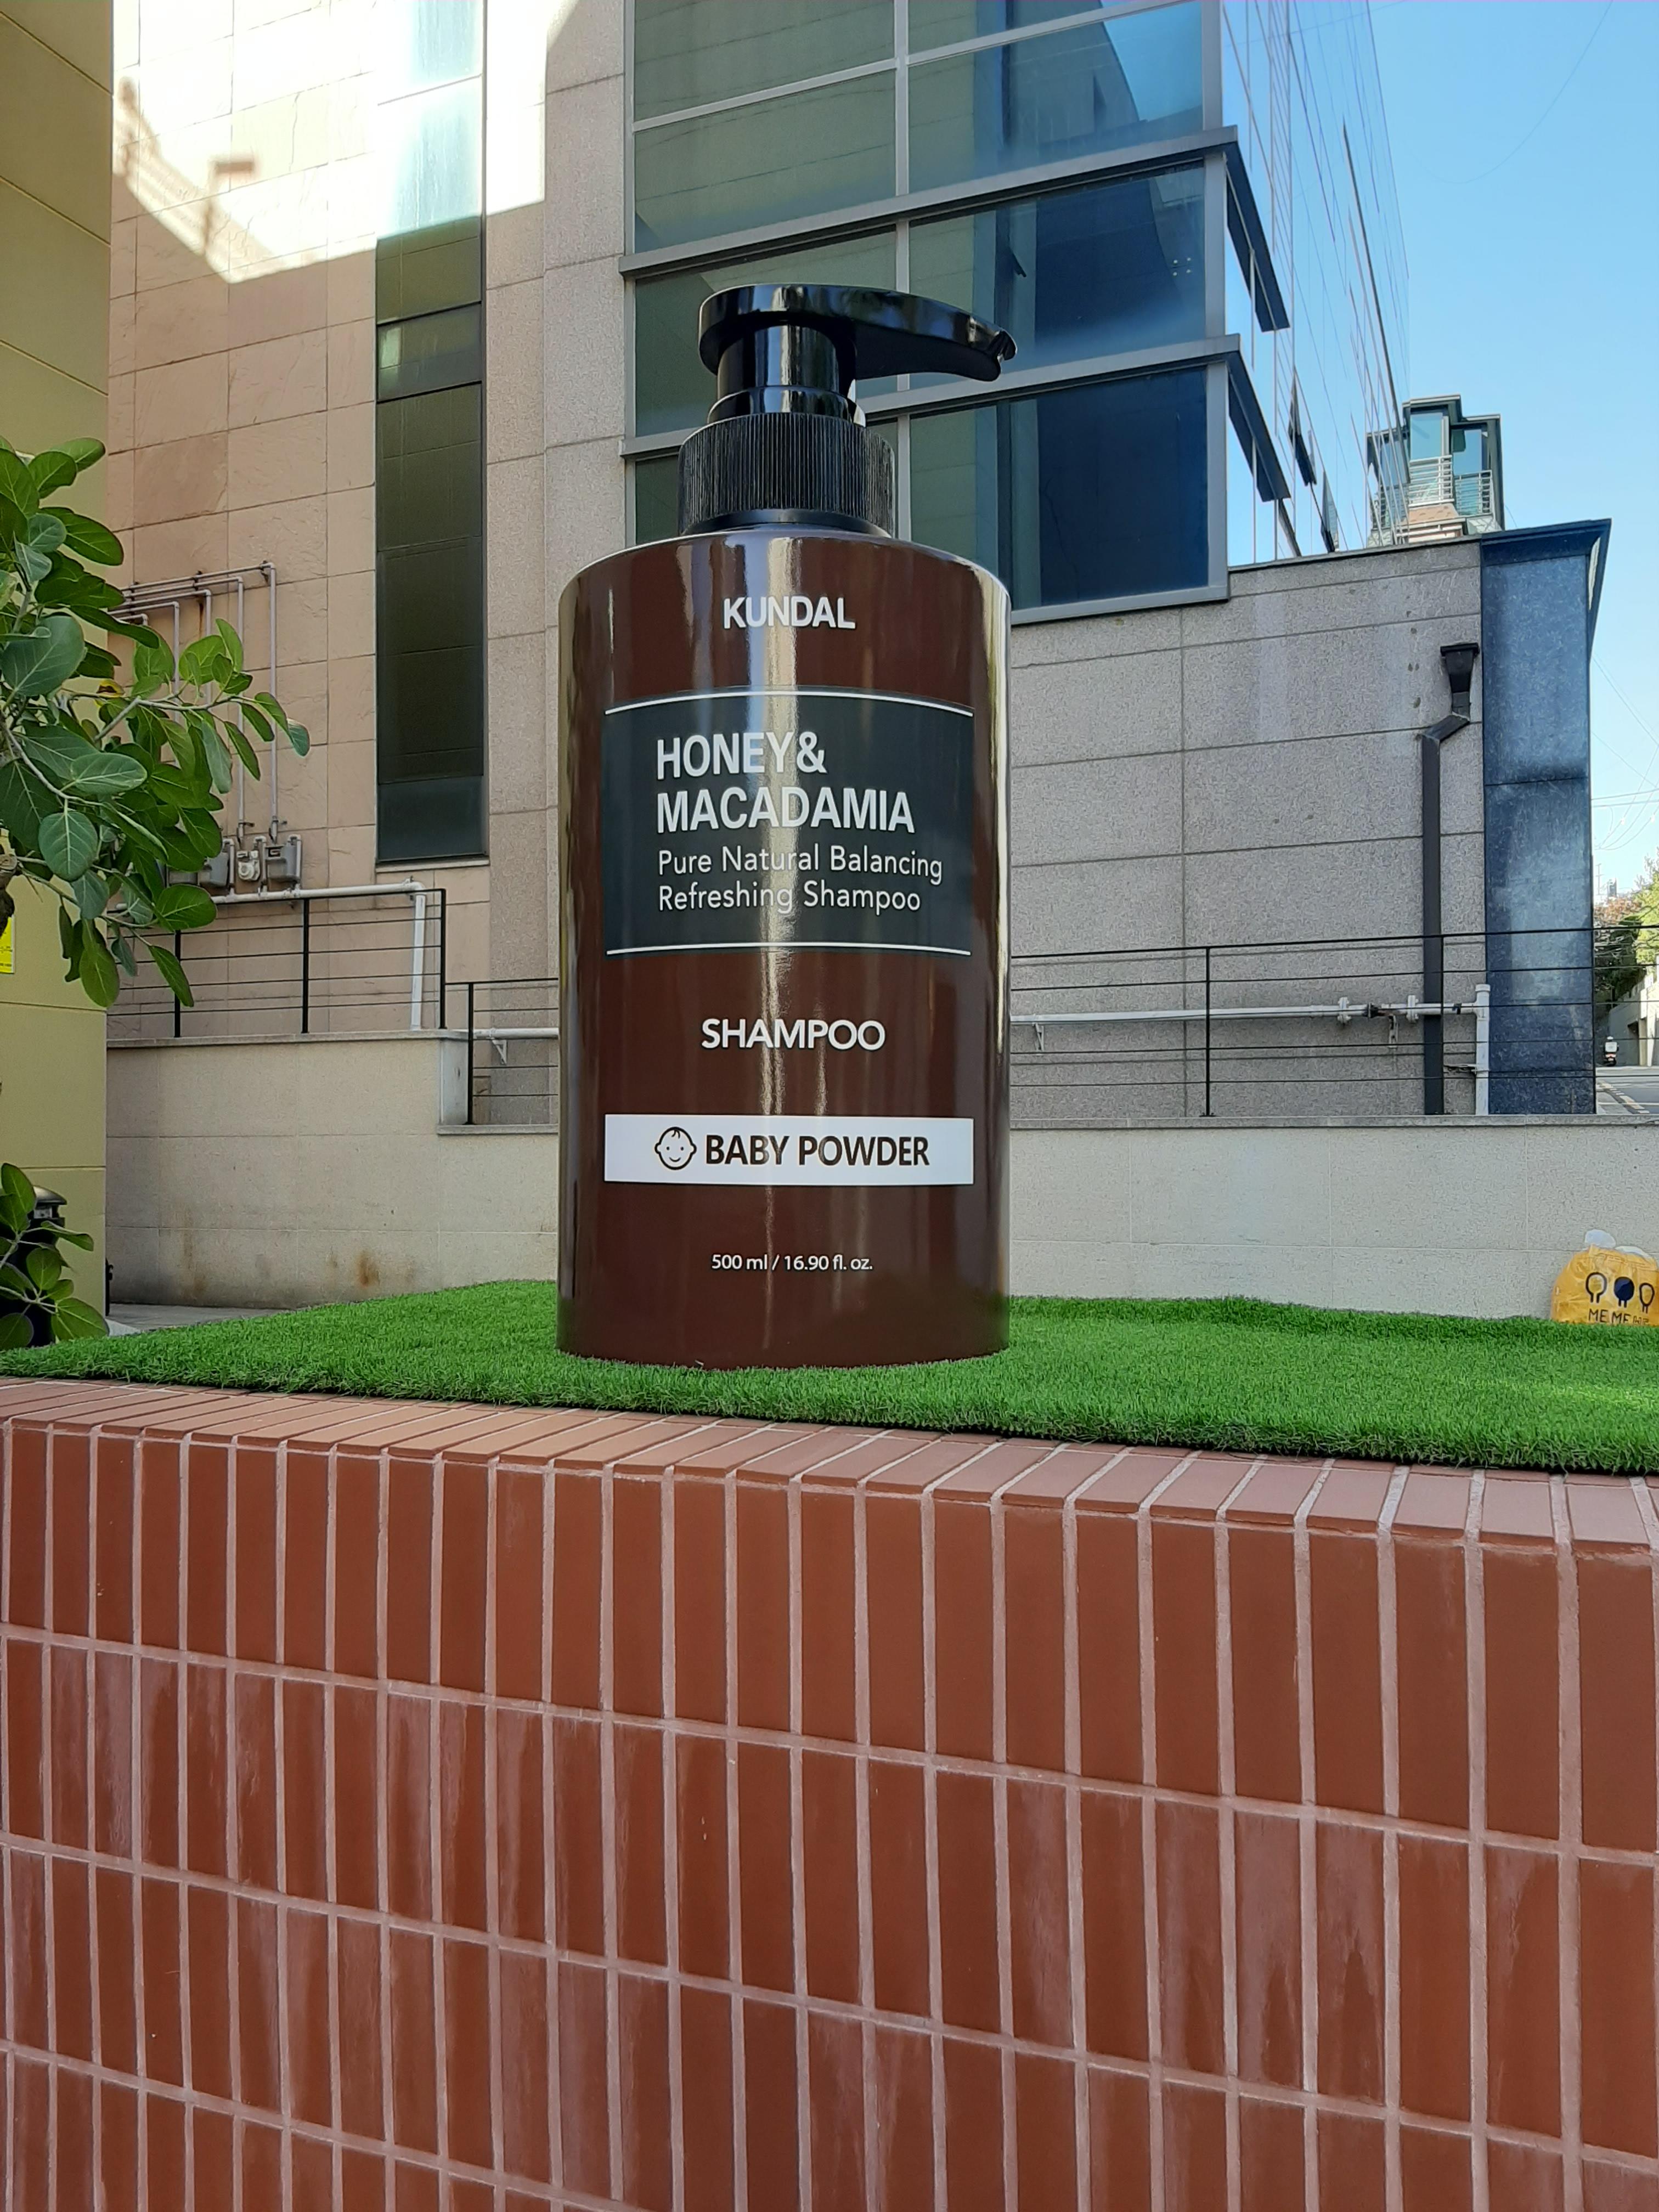 KUNDAL
HONEY&
MACADAMIA
Pure Natural Balancing
Refreshing Shampoo
SHAMPOO
BABY POWDER
500 ml / 16.90 fl. oz.